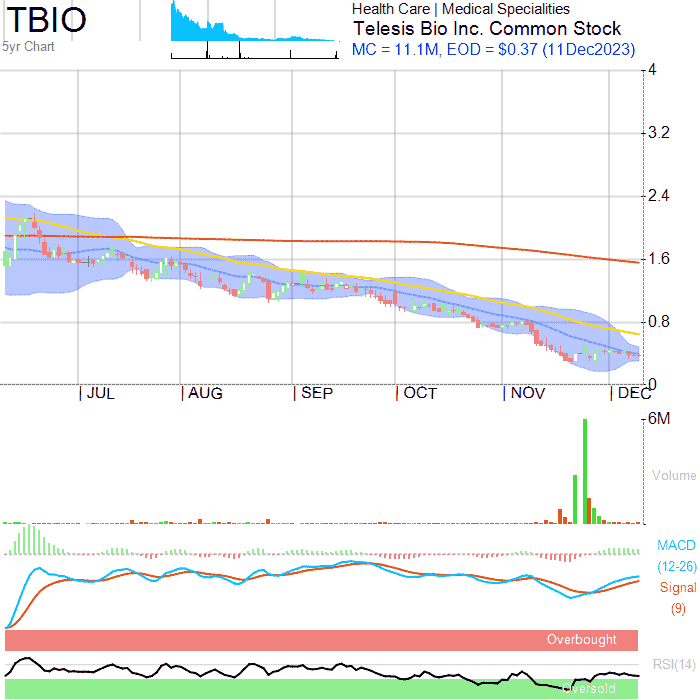 TBIO
5yr Chart
Health Care | Medical Specialities
Telesis Bio Inc. Common Stock
MC = 11.1M, EOD = $0.37 (11Dec2023)
4
3.2
2.4
1.6
0.8
0
JUL AUG SEP OCT NOV DEC
6M
Volume
MACD
(12-26)
Signal
(9)
Overbought
RSI(14)
Oversold